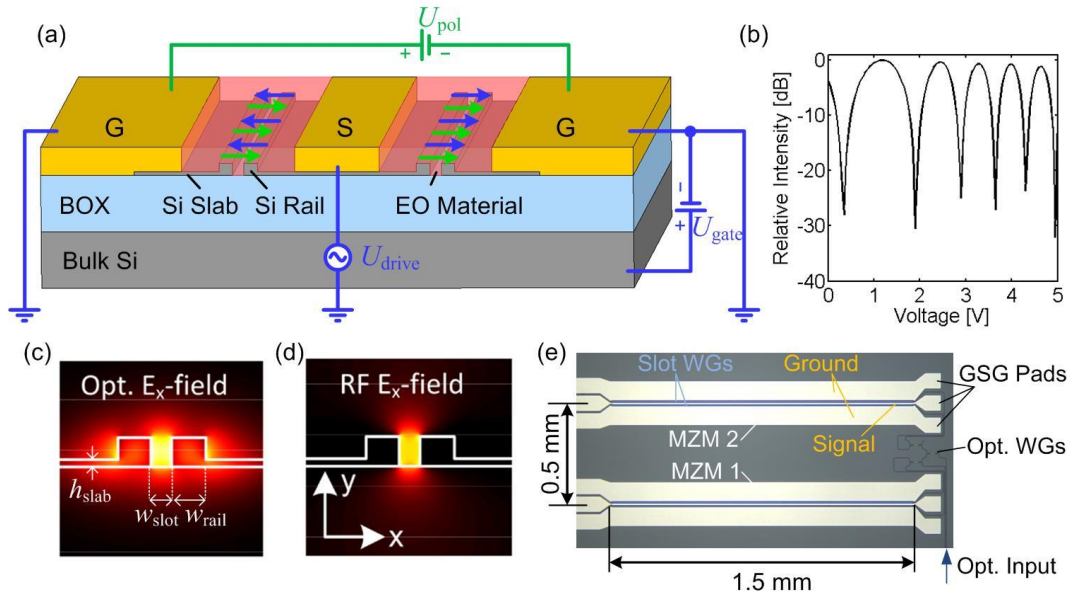 (a)
U_pol
+ −
G
S
G
Si Slab
Si Rail
EO Material
BOX
Bulk Si
U_drive
−
+
U_gate
(b)
Relative Intensity [dB]
0
-10
-20
-30
-40
0 1 2 3 4 5
Voltage [V]
(c)
Opt. Eₓ-field
h_slab
w_slot
w_rail
(d)
RF Eₓ-field
y
x
(e)
Slot WGs
Ground
GSG Pads
MZM 2
Signal
Opt. WGs
MZM 1
0.5 mm
1.5 mm
Opt. Input